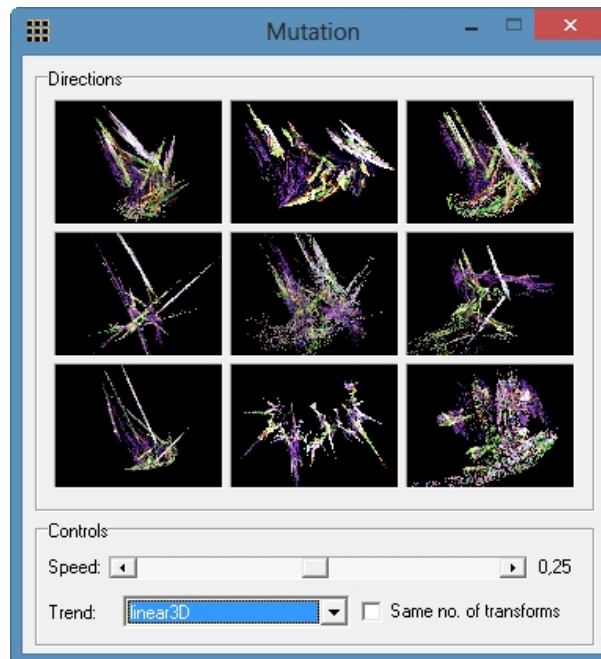 Mutation
Directions
Controls
Speed: 0,25
Trend: linear3D Same no. of transforms